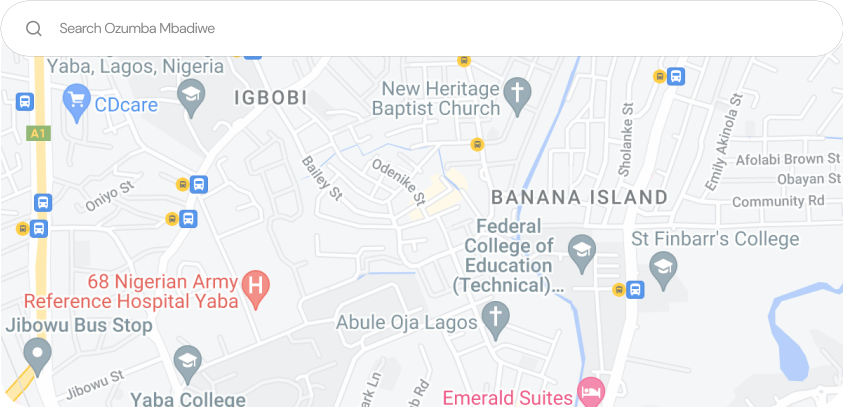 Search Ozumba Mbadiwe
Yaba, Lagos, Nigeria
CDcare
IGBOBI
New Heritage
Baptist Church
A1
Sholanke St
Emily Akinola St
Afolabi Brown St
Obayan St
Community Rd
Oniyo St
Bailey St
Odenike St
BANANA ISLAND
Federal
College of
Education
(Technical)...
St Finbarr's College
68 Nigerian Army
Reference Hospital Yaba
H
Jibowu Bus Stop
Abule Oja Lagos
Jibowu St
Yaba College
ark Ln
b Rd
Emerald Suites